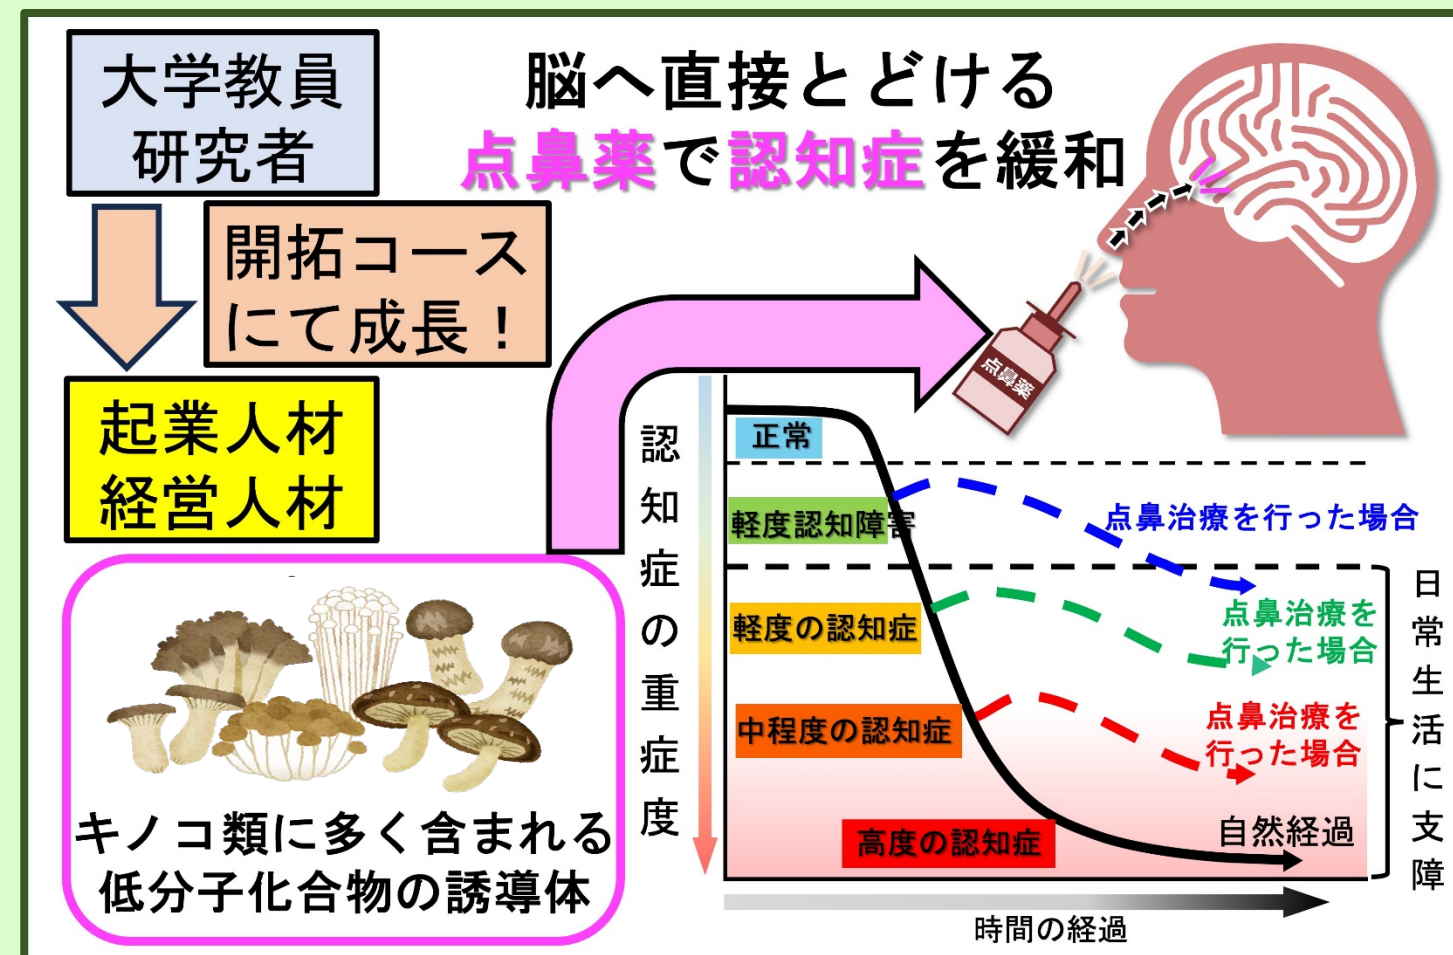 大学教員
研究者
開拓コース
にて成長！
起業人材
経営人材
脳へ直接とどける
点鼻薬で認知症を緩和
点鼻薬
キノコ類に多く含まれる
低分子化合物の誘導体
認知症の重症度
正常
軽度認知障害
軽度の認知症
中程度の認知症
高度の認知症
点鼻治療を行った場合
点鼻治療を
行った場合
点鼻治療を
行った場合
自然経過
日常生活に支障
時間の経過